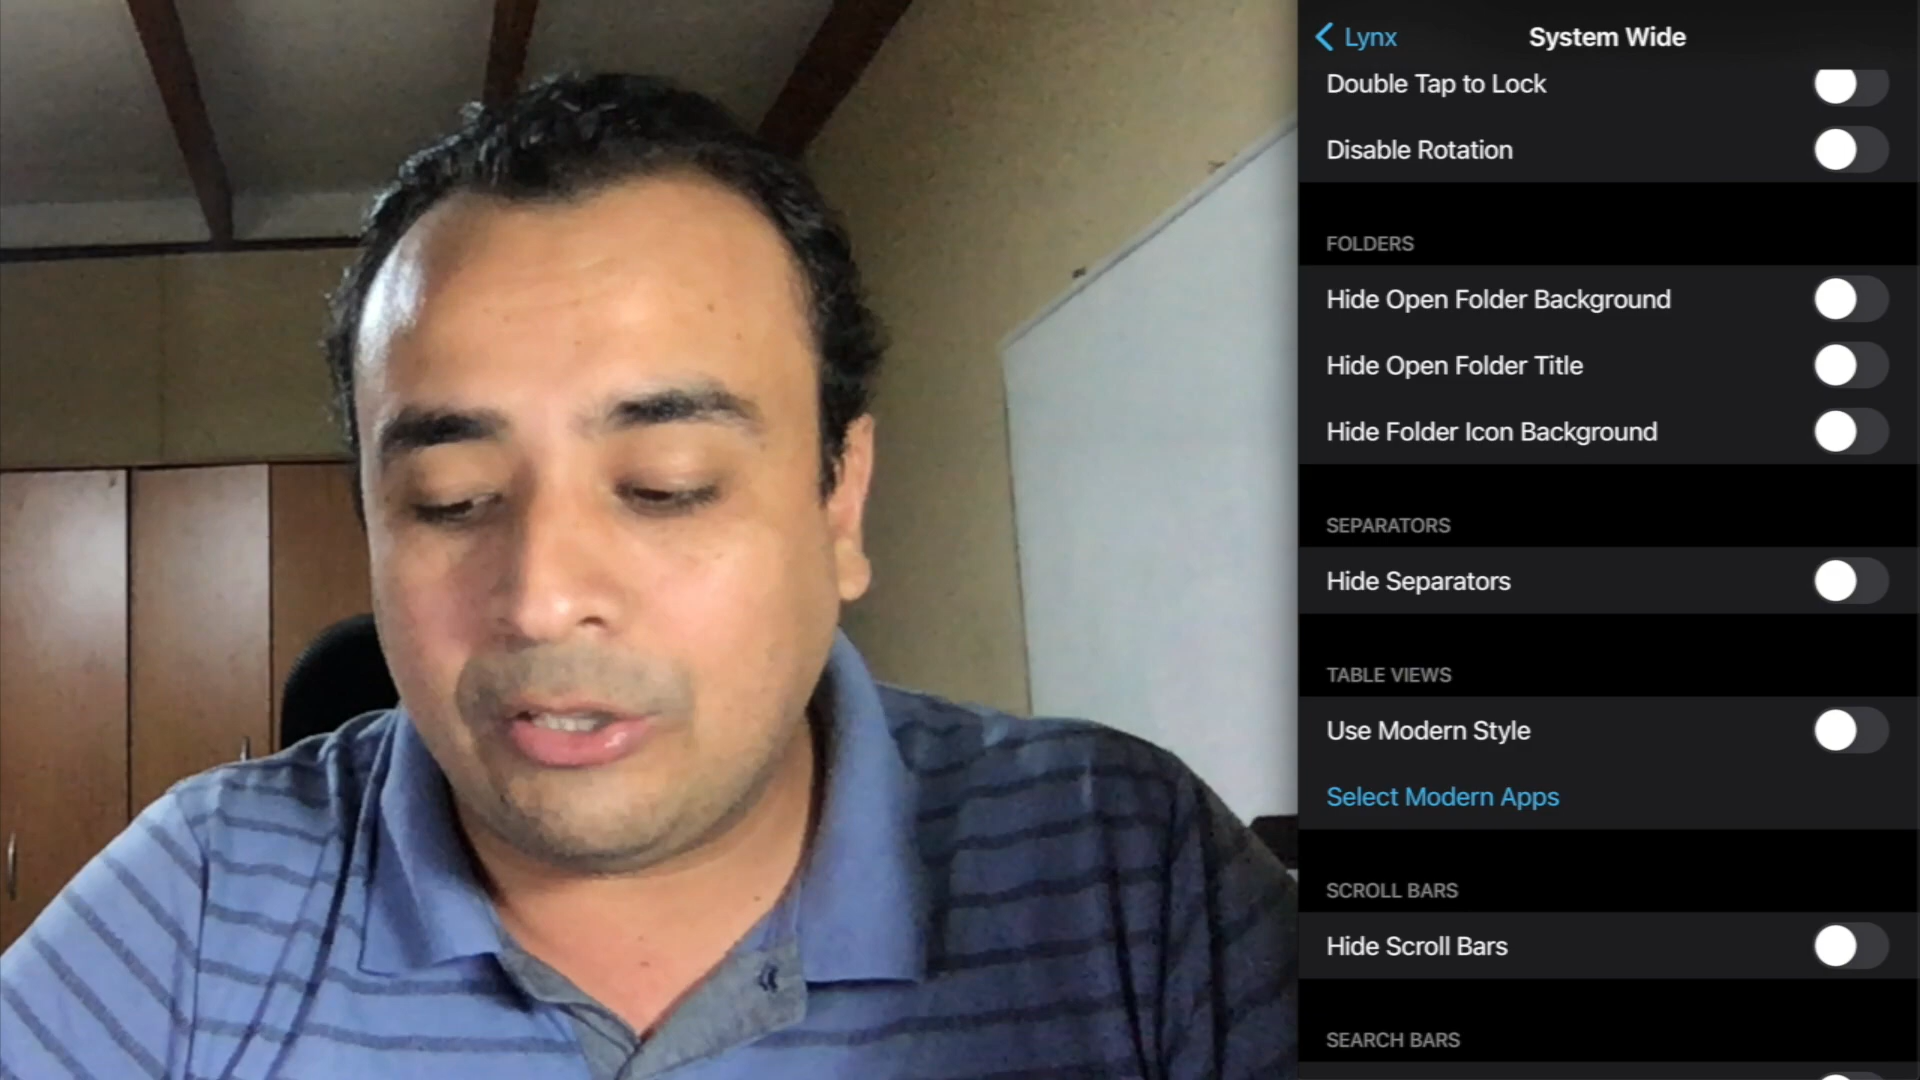 Lynx
System Wide
Double Tap to Lock
Disable Rotation
FOLDERS
Hide Open Folder Background
Hide Open Folder Title
Hide Folder Icon Background
SEPARATORS
Hide Separators
TABLE VIEWS
Use Modern Style
Select Modern Apps
SCROLL BARS
Hide Scroll Bars
SEARCH BARS